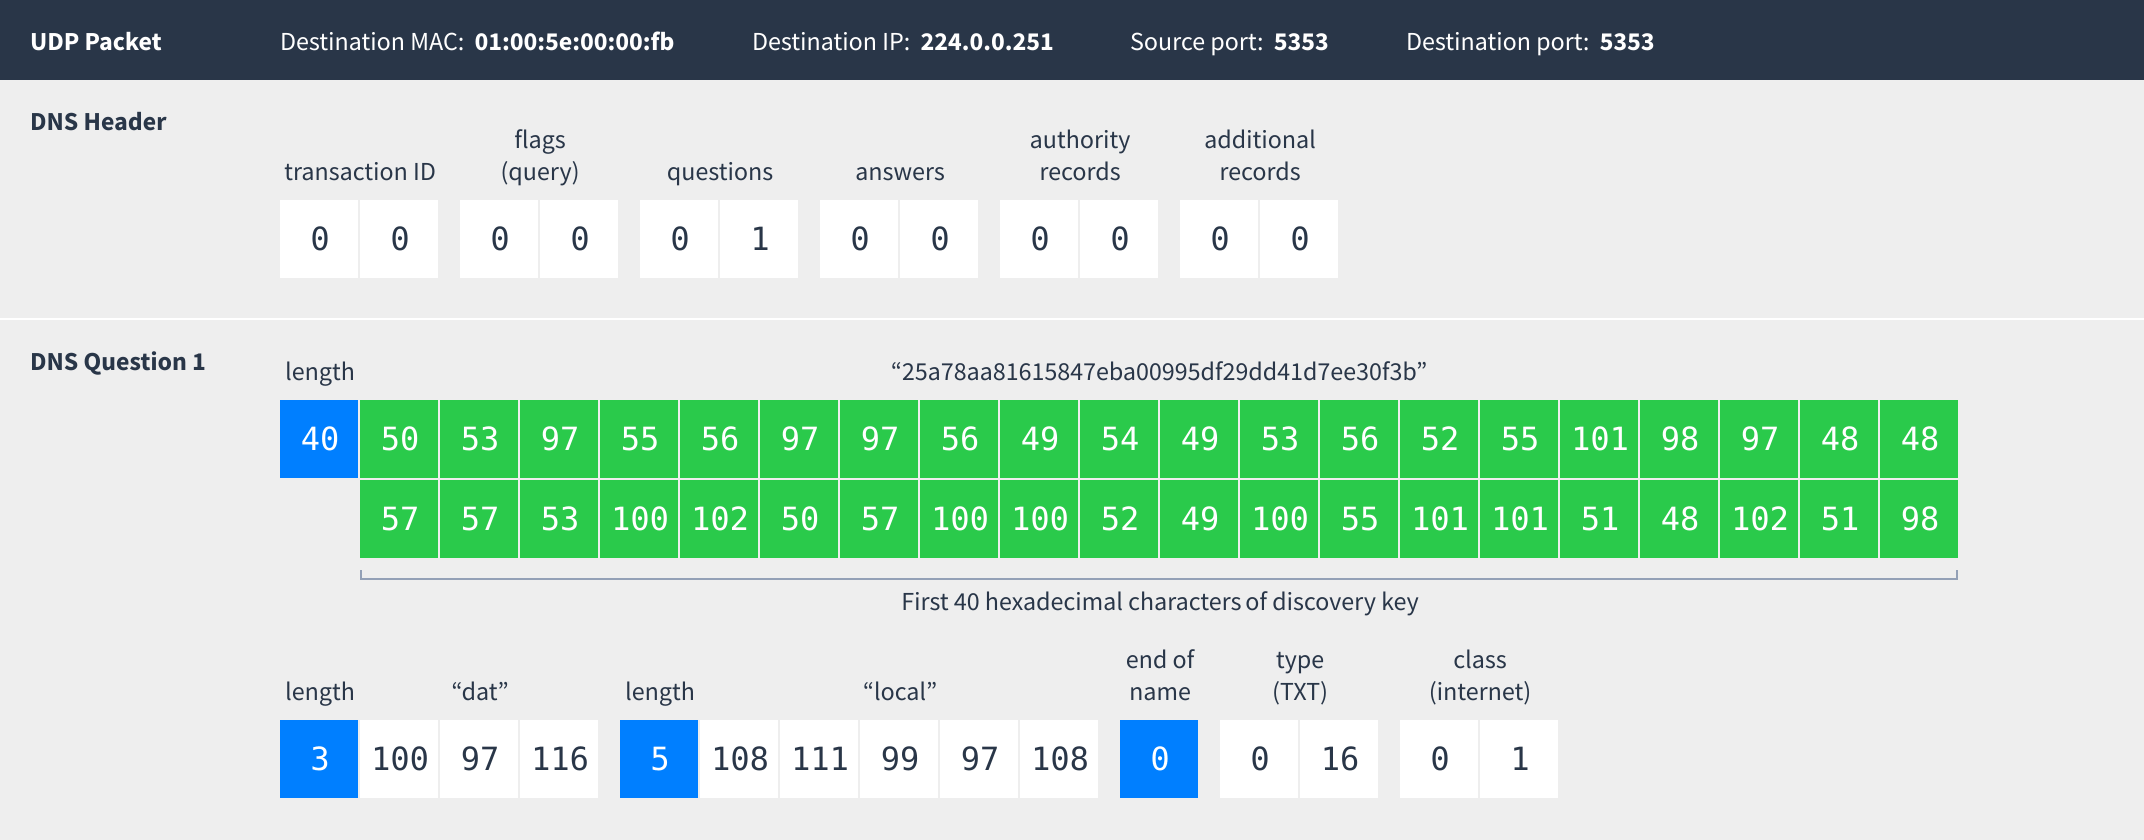 UDP Packet Destination MAC: 01:00:5e:00:00:fb Destination IP: 224.0.0.251 Source port: 5353 Destination port: 5353
DNS Header
flags authority additional
transaction ID (query) questions answers records records
0 0 0 0 0 1 0 0 0 0 0 0
DNS Question 1
length “25a78aa81615847eba00995df29dd41d7ee30f3b”
40 50 53 97 55 56 97 97 56 49 54 49 53 56 52 55 101 98 97 48 48
57 57 53 100 102 50 57 100 100 52 49 100 55 101 101 51 48 102 51 98
First 40 hexadecimal characters of discovery key
end of type class
length “dat” length “local” name (TXT) (internet)
3 100 97 116 5 108 111 99 97 108 0 0 16 0 1